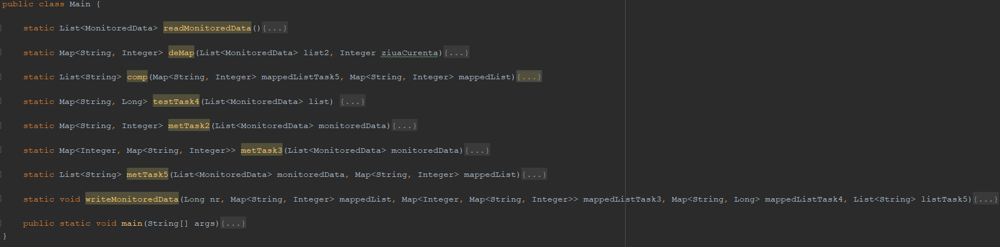 public class Main {
static List<MonitoredData> readMonitoredData(){...}
static Map<String, Integer> deMap(List<MonitoredData> list2, Integer ziuaCurenta){...}
static List<String> comp(Map<String, Integer> mappedListTask5, Map<String, Integer> mappedList){...}
static Map<String, Long> testTask4(List<MonitoredData> list) {...}
static Map<String, Integer> metTask2(List<MonitoredData> monitoredData){...}
static Map<Integer, Map<String, Integer>> metTask3(List<MonitoredData> monitoredData){...}
static List<String> metTask5(List<MonitoredData> monitoredData, Map<String, Integer> mappedList){...}
static void writeMonitoredData(Long nr, Map<String, Integer> mappedList, Map<Integer, Map<String, Integer>> mappedListTask3, Map<String, Long> mappedListTask4, List<String> listTask5){...}
public static void main(String[] args){...}
}